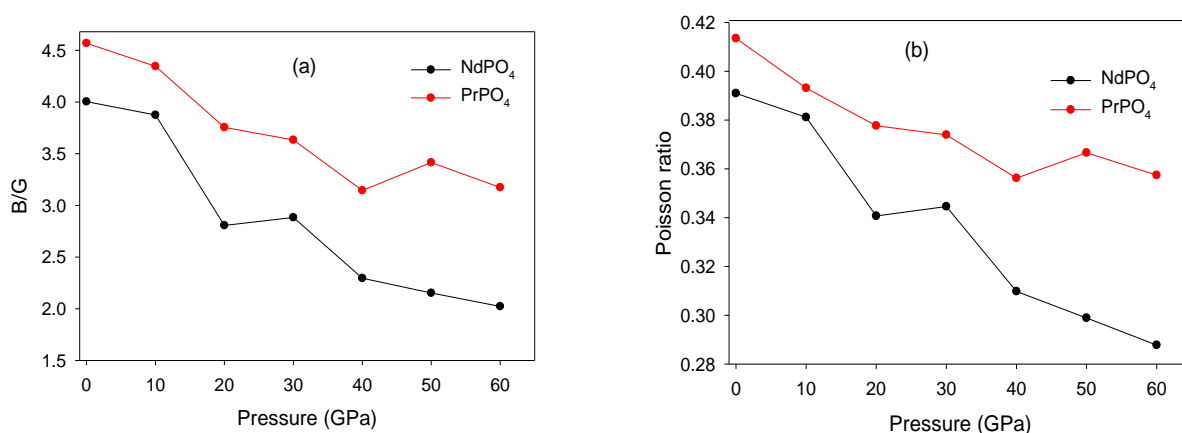 (a)
NdPO₄
PrPO₄
B/G
4.5
4.0
3.5
3.0
2.5
2.0
1.5
0 10 20 30 40 50 60
Pressure (GPa)
(b)
NdPO₄
PrPO₄
Poisson ratio
0.42
0.40
0.38
0.36
0.34
0.32
0.30
0.28
0 10 20 30 40 50 60
Pressure (GPa)